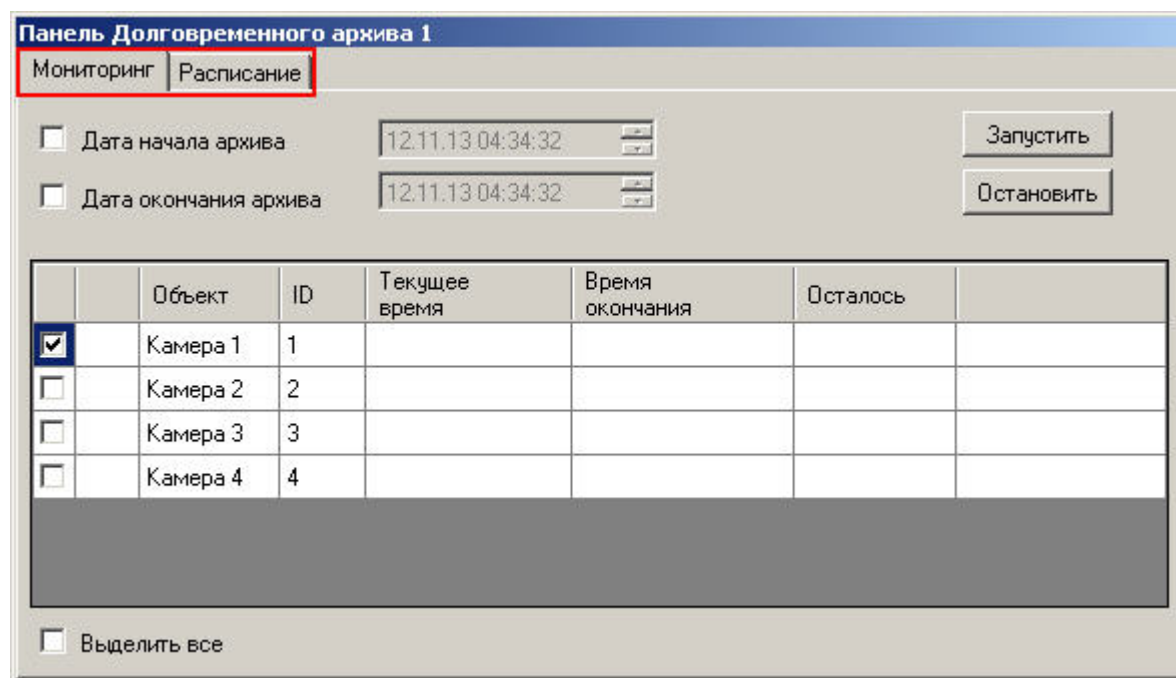 Панель Долговременного архива 1
Мониторинг Расписание
Дата начала архива 12.11.13 04:34:32 Запустить
Дата окончания архива 12.11.13 04:34:32 Остановить
Объект ID Текущее время Время окончания Осталось
Камера 1 1
Камера 2 2
Камера 3 3
Камера 4 4
Выделить все